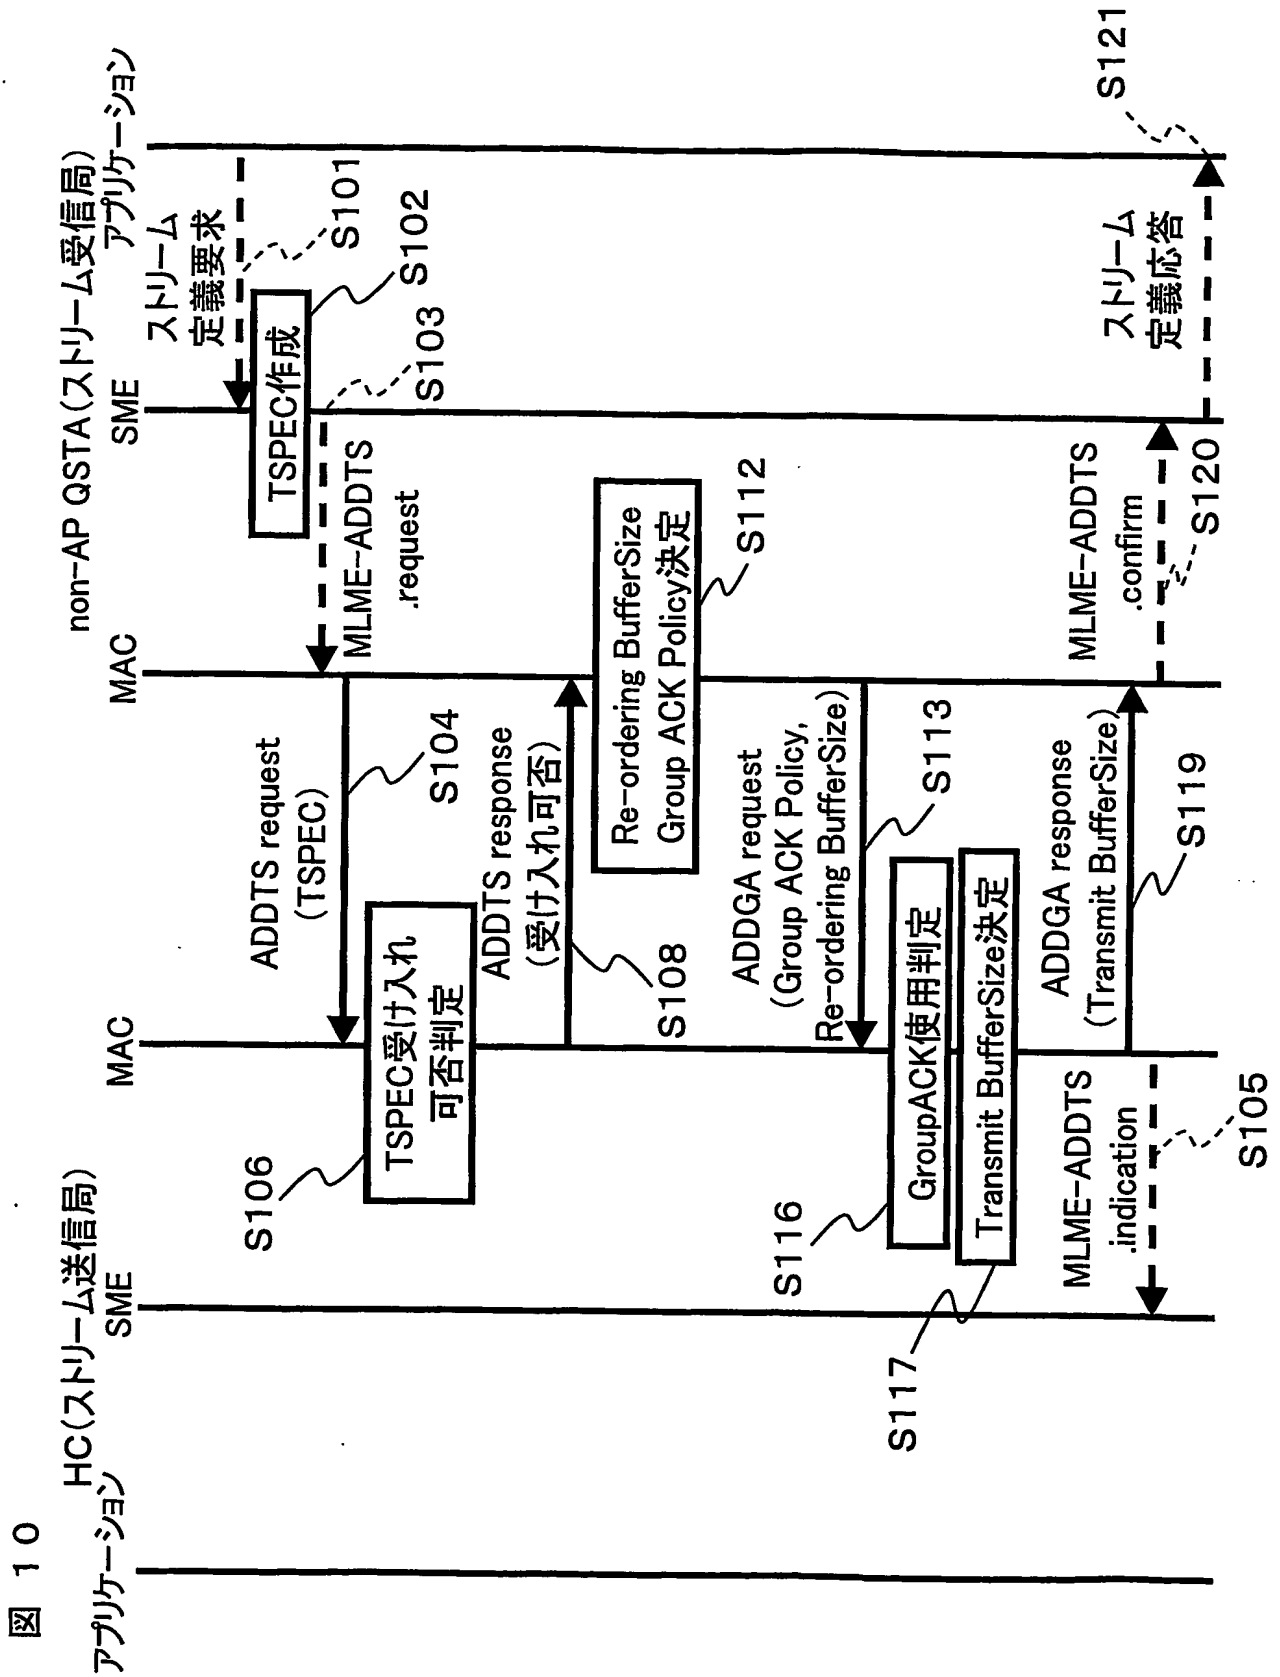 図 10
HC(ストリーム送信局)
non-AP QSTA(ストリーム受信局)
アプリケーション
SME
MAC
MAC
SME
アプリケーション
ストリーム
定義要求
S101
TSPEC作成
S102
S103
MLME-ADDTS
.request
ADDTS request
(TSPEC)
S104
S106
TSPEC受け入れ
可否判定
ADDTS response
(受け入れ可否)
S108
Re-ordering BufferSize
Group ACK Policy決定
S112
ADDGA request
(Group ACK Policy,
Re-ordering BufferSize)
S113
S116
GroupACK使用判定
S117
Transmit BufferSize決定
ADDGA response
(Transmit BufferSize)
S119
MLME-ADDTS
.indication
S105
MLME-ADDTS
.confirm
S120
ストリーム
定義応答
S121